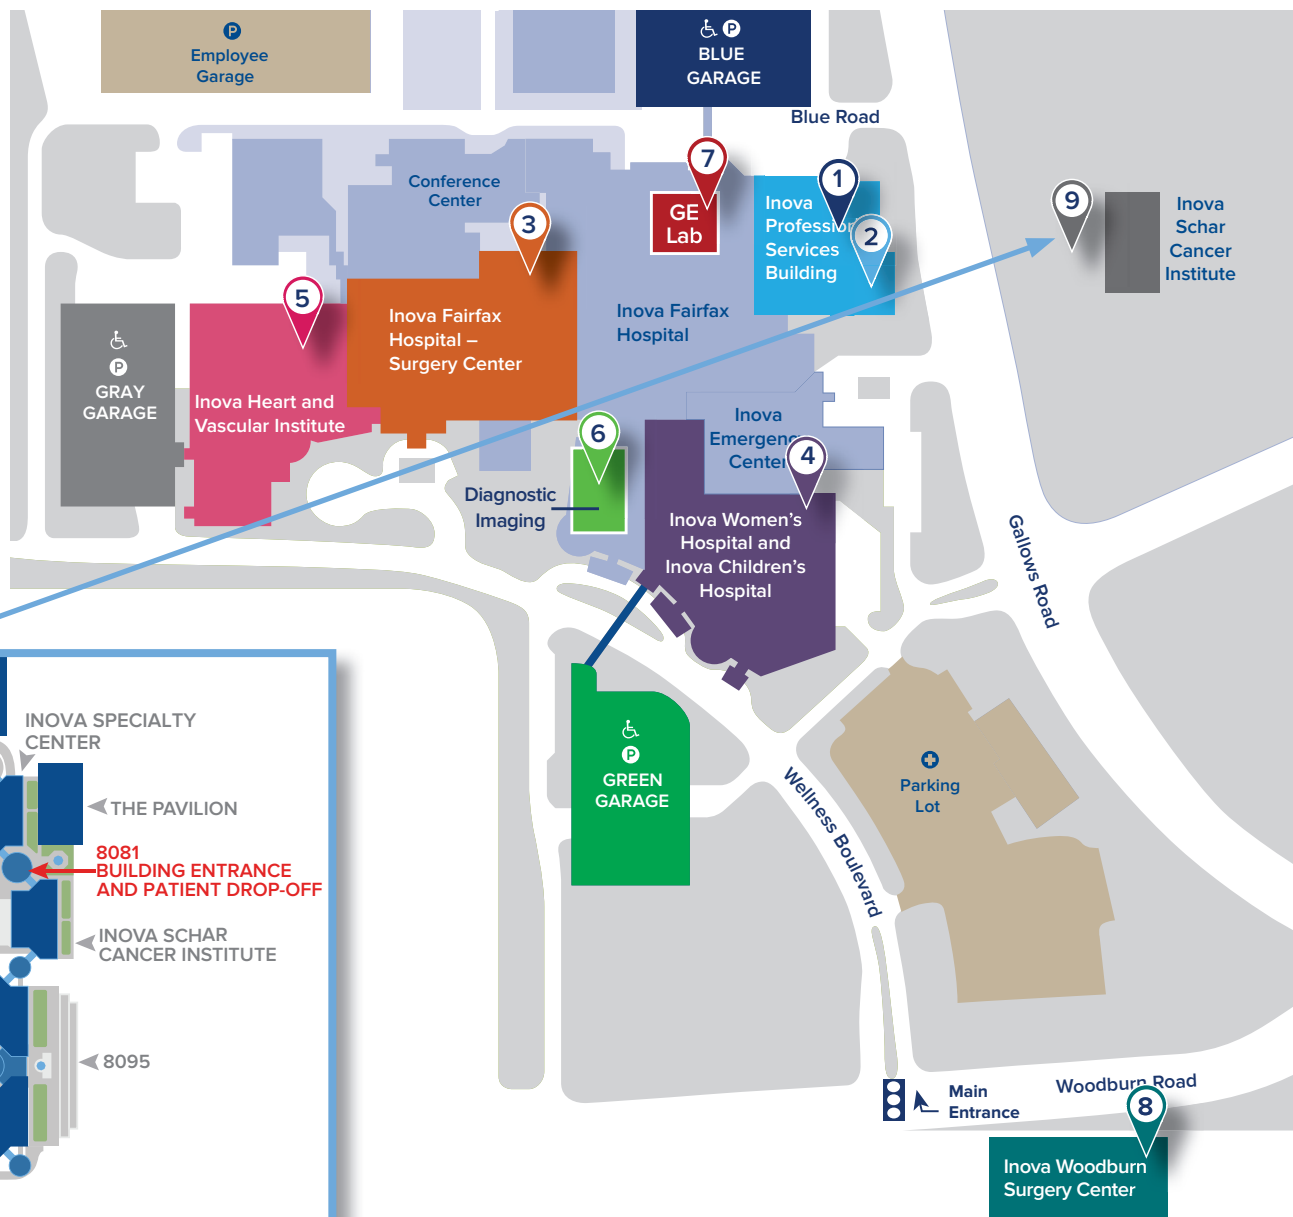 P
Employee
Garage
P
BLUE
GARAGE
Blue Road
Conference
Center
7
GE
Lab
1
Inova
Professional
Services
Building
2
3
9
Inova
Schar
Cancer
Institute
5
Inova Fairfax
Hospital –
Surgery Center
Inova Fairfax
Hospital
P
GRAY
GARAGE
Inova Heart and
Vascular Institute
6
Inova
Emergency
Center
4
Diagnostic
Imaging
Inova Women's
Hospital and
Inova Children's
Hospital
Gallows Road
P
GREEN
GARAGE
Parking
Lot
Wellness Boulevard
INOVA SPECIALTY
CENTER
THE PAVILION
8081
BUILDING ENTRANCE
AND PATIENT DROP-OFF
INOVA SCHAR
CANCER INSTITUTE
8095
Main
Entrance
Woodburn Road
8
Inova Woodburn
Surgery Center